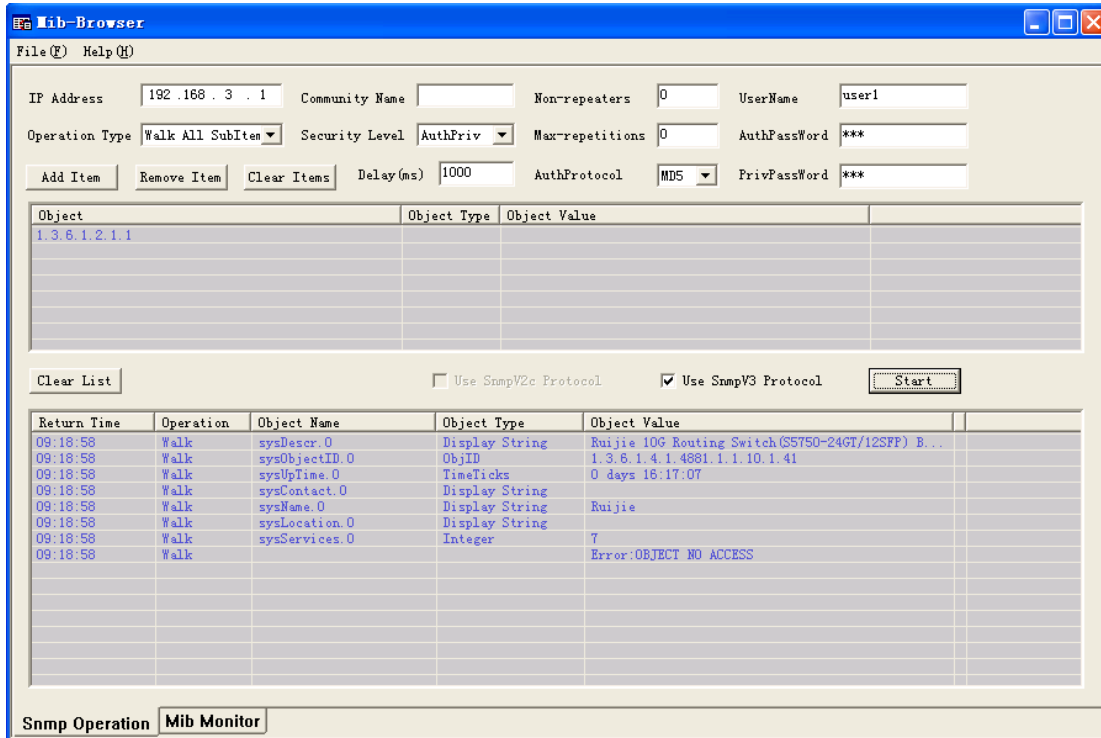 Mib-Browser
File(F) Help(H)
IP Address 192 .168 . 3 . 1 Community Name Non-repeaters 0 UserName user1
Operation Type Walk All SubIten Security Level AuthPriv Max-repetitions 0 AuthPassWord ***
Add Item Remove Item Clear Items Delay(ms) 1000 AuthProtocol MD5 PrivPassWord ***
Object Object Type Object Value
1.3.6.1.2.1.1
Clear List Use SnmpV2c Protocol Use SnmpV3 Protocol Start
Return Time Operation Object Name Object Type Object Value
09:18:58 Walk sysDescr.0 Display String Ruijie 10G Routing Switch(S5750-24GT/12SFP) B...
09:18:58 Walk sysObjectID.0 ObjID 1.3.6.1.4.1.4881.1.1.10.1.41
09:18:58 Walk sysUpTime.0 TimeTicks 0 days 16:17:07
09:18:58 Walk sysContact.0 Display String
09:18:58 Walk sysName.0 Display String Ruijie
09:18:58 Walk sysLocation.0 Display String
09:18:58 Walk sysServices.0 Integer 7
09:18:58 Walk Error:OBJECT NO ACCESS
Snmp Operation Mib Monitor